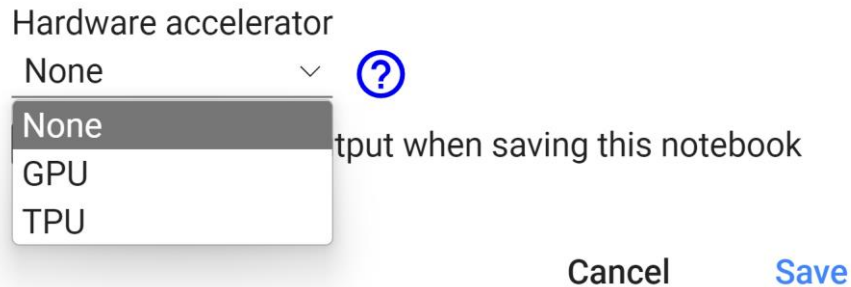 Hardware accelerator
None
?
None
tput when saving this notebook
GPU
TPU
Cancel Save